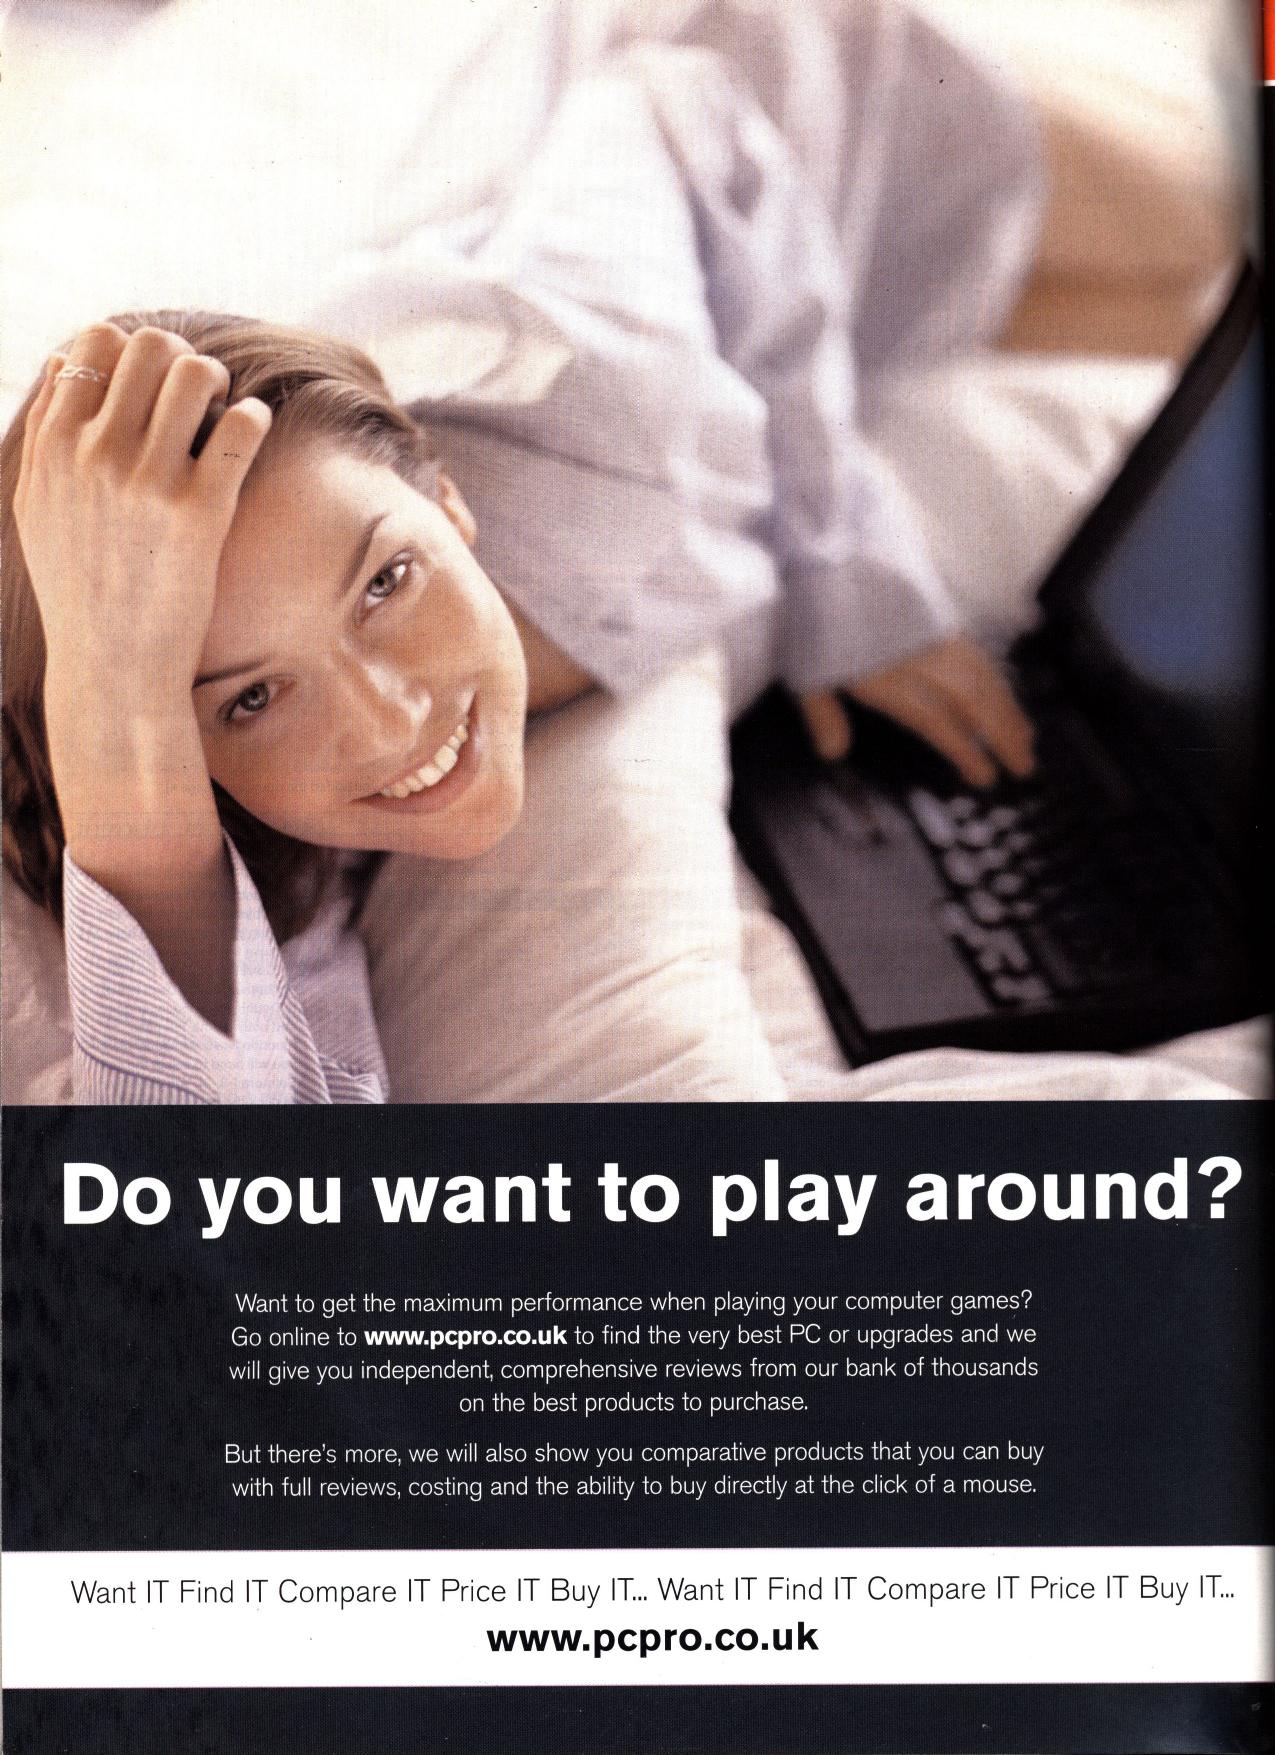 Do you want to play around?
Want to get the maximum performance when playing your computer games?
Go online to www.pcpro.co.uk to find the very best PC or upgrades and we
will give you independent, comprehensive reviews from our bank of thousands
on the best products to purchase.
But there's more, we will also show you comparative products that you can buy
with full reviews, costing and the ability to buy directly at the click of a mouse.
Want IT Find IT Compare IT Price IT Buy IT... Want IT Find IT Compare IT Price IT Buy IT...
www.pcpro.co.uk